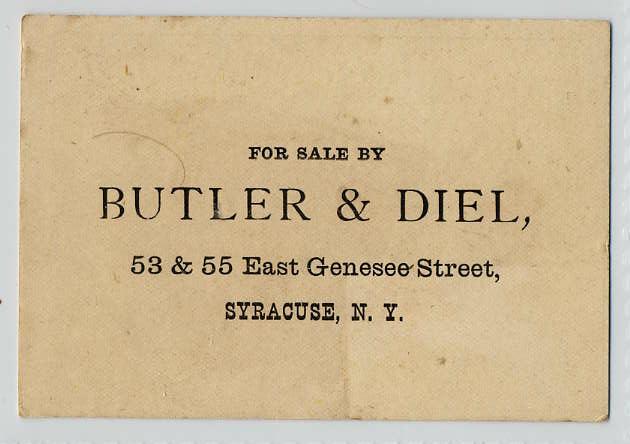 FOR SALE BY
BUTLER & DIEL,
53 & 55 East Genesee Street,
SYRACUSE, N. Y.